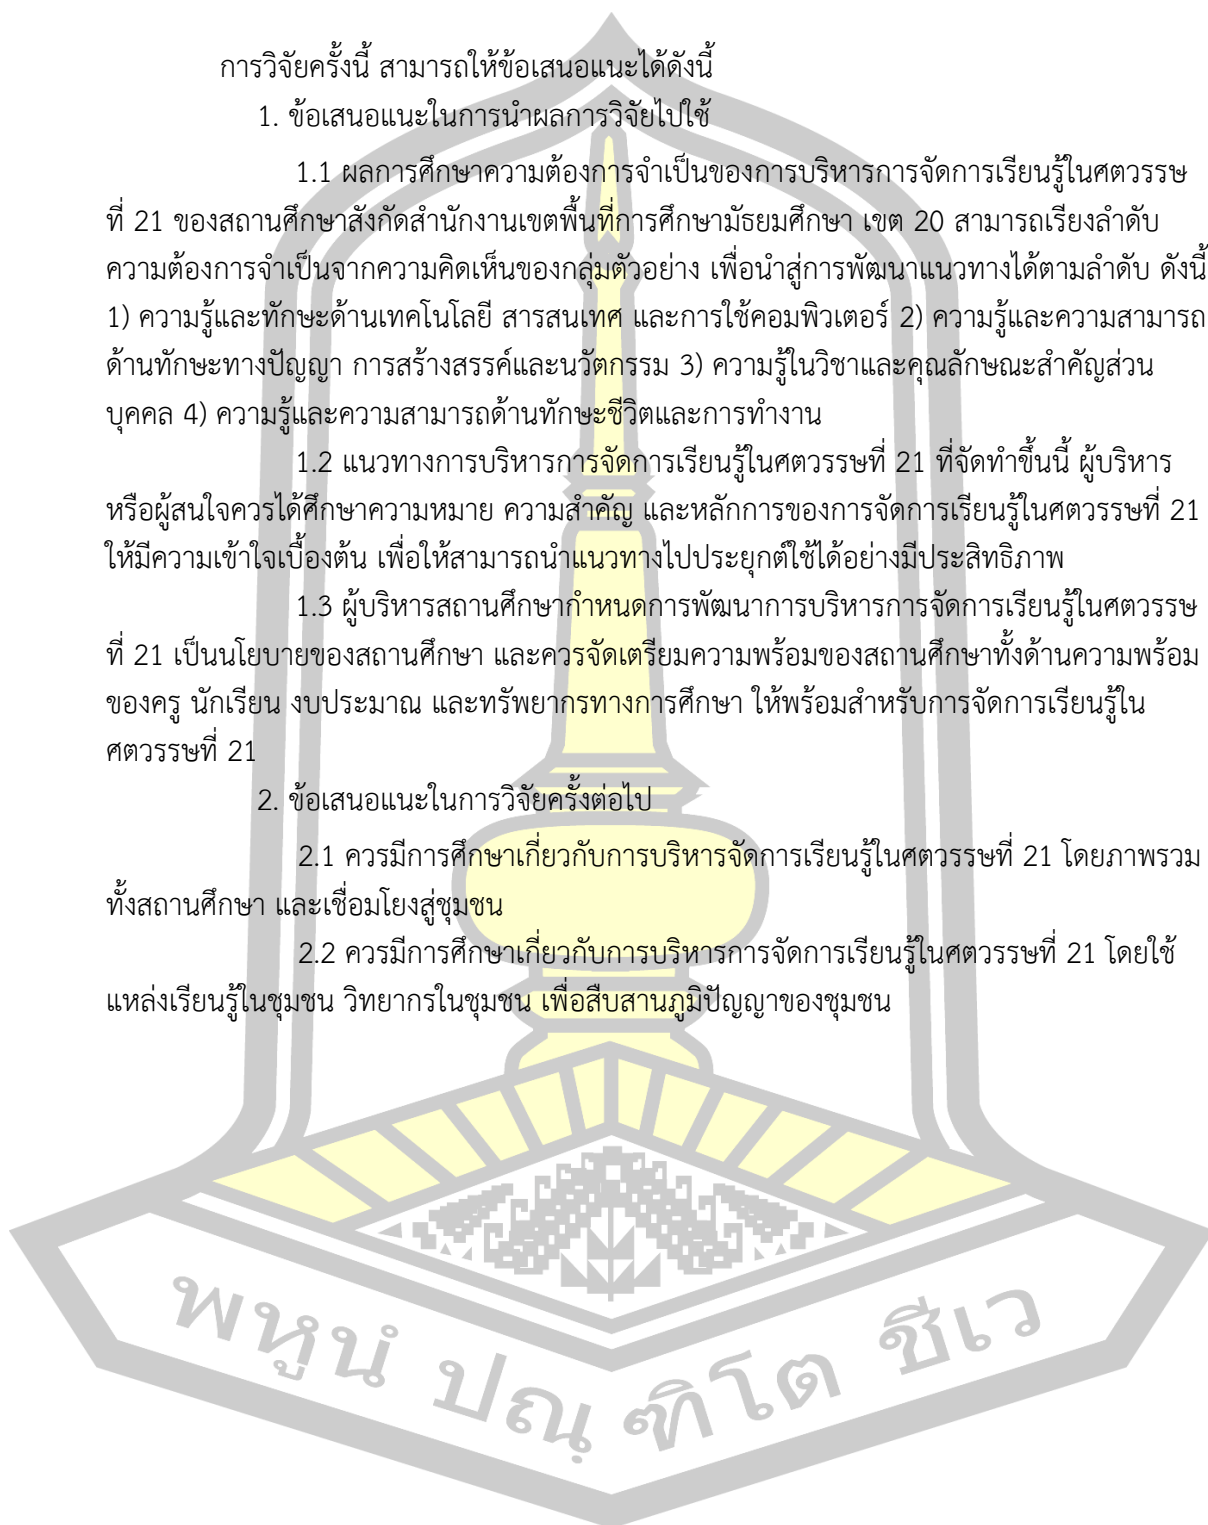 การวิจัยครั้งนี้ สามารถให้ข้อเสนอแนะได้ดังนี้
1. ข้อเสนอแนะในการนำผลการวิจัยไปใช้
1.1 ผลการศึกษาความต้องการจำเป็นของการบริหารการจัดการเรียนรู้ในศตวรรษ
ที่ 21 ของสถานศึกษาสังกัดสำนักงานเขตพื้นที่การศึกษามัธยมศึกษา เขต 20 สามารถเรียงลำดับ
ความต้องการจำเป็นจากความคิดเห็นของกลุ่มตัวอย่าง เพื่อนำสู่การพัฒนาแนวทางได้ตามลำดับ ดังนี้
1) ความรู้และทักษะด้านเทคโนโลยี สารสนเทศ และการใช้คอมพิวเตอร์ 2) ความรู้และความสามารถ
ด้านทักษะทางปัญญา การสร้างสรรค์และนวัตกรรม 3) ความรู้ในวิชาและคุณลักษณะสำคัญส่วน
บุคคล 4) ความรู้และความสามารถด้านทักษะชีวิตและการทำงาน
1.2 แนวทางการบริหารการจัดการเรียนรู้ในศตวรรษที่ 21 ที่จัดทำขึ้นนี้ ผู้บริหาร
หรือผู้สนใจควรได้ศึกษาความหมาย ความสำคัญ และหลักการของการจัดการเรียนรู้ในศตวรรษที่ 21
ให้มีความเข้าใจเบื้องต้น เพื่อให้สามารถนำแนวทางไปประยุกต์ใช้ได้อย่างมีประสิทธิภาพ
1.3 ผู้บริหารสถานศึกษากำหนดการพัฒนาการบริหารการจัดการเรียนรู้ในศตวรรษ
ที่ 21 เป็นนโยบายของสถานศึกษา และควรจัดเตรียมความพร้อมของสถานศึกษาทั้งด้านความพร้อม
ของครู นักเรียน งบประมาณ และทรัพยากรทางการศึกษา ให้พร้อมสำหรับการจัดการเรียนรู้ใน
ศตวรรษที่ 21
2. ข้อเสนอแนะในการวิจัยครั้งต่อไป
2.1 ควรมีการศึกษาเกี่ยวกับการบริหารจัดการเรียนรู้ในศตวรรษที่ 21 โดยภาพรวม
ทั้งสถานศึกษา และเชื่อมโยงสู่ชุมชน
2.2 ควรมีการศึกษาเกี่ยวกับการบริหารการจัดการเรียนรู้ในศตวรรษที่ 21 โดยใช้
แหล่งเรียนรู้ในชุมชน วิทยากรในชุมชน เพื่อสืบสานภูมิปัญญาของชุมชน
พหูนํ ปณฺฑิโต ชีเว